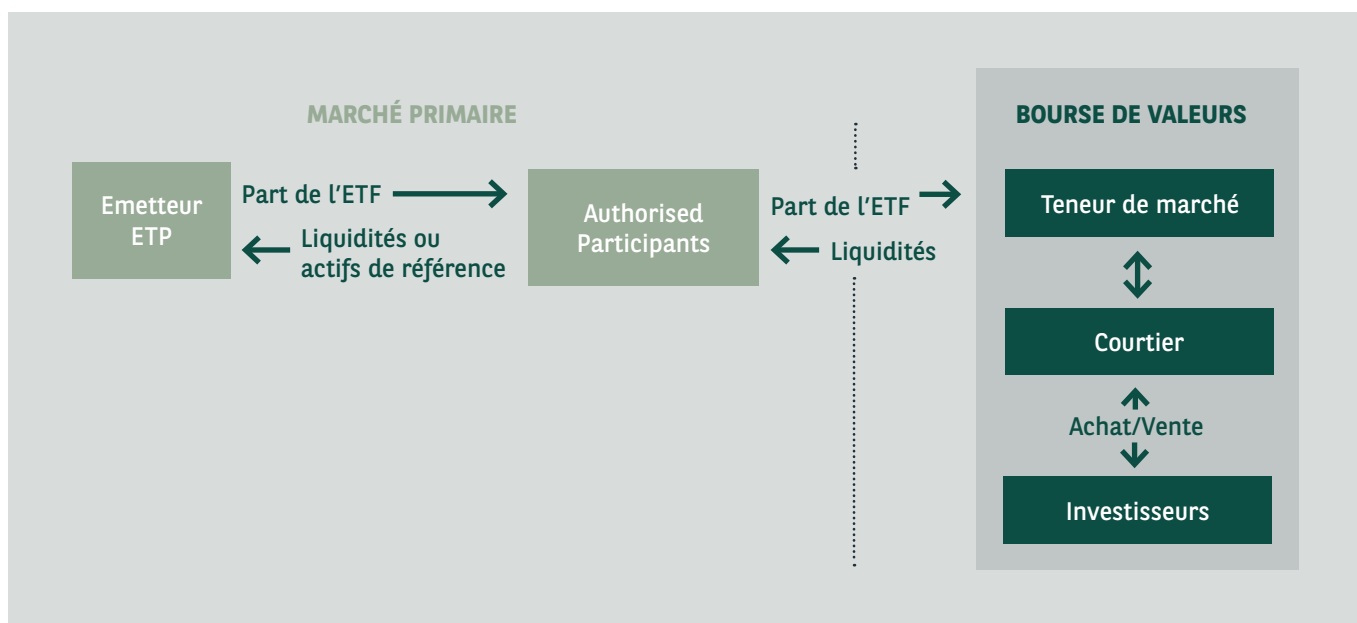 MARCHÉ PRIMAIRE
Emetteur
ETP
Part de l'ETF
Liquidités ou
actifs de référence
Authorised
Participants
Part de l'ETF
Liquidités
BOURSE DE VALEURS
Teneur de marché
Courtier
Achat/Vente
Investisseurs